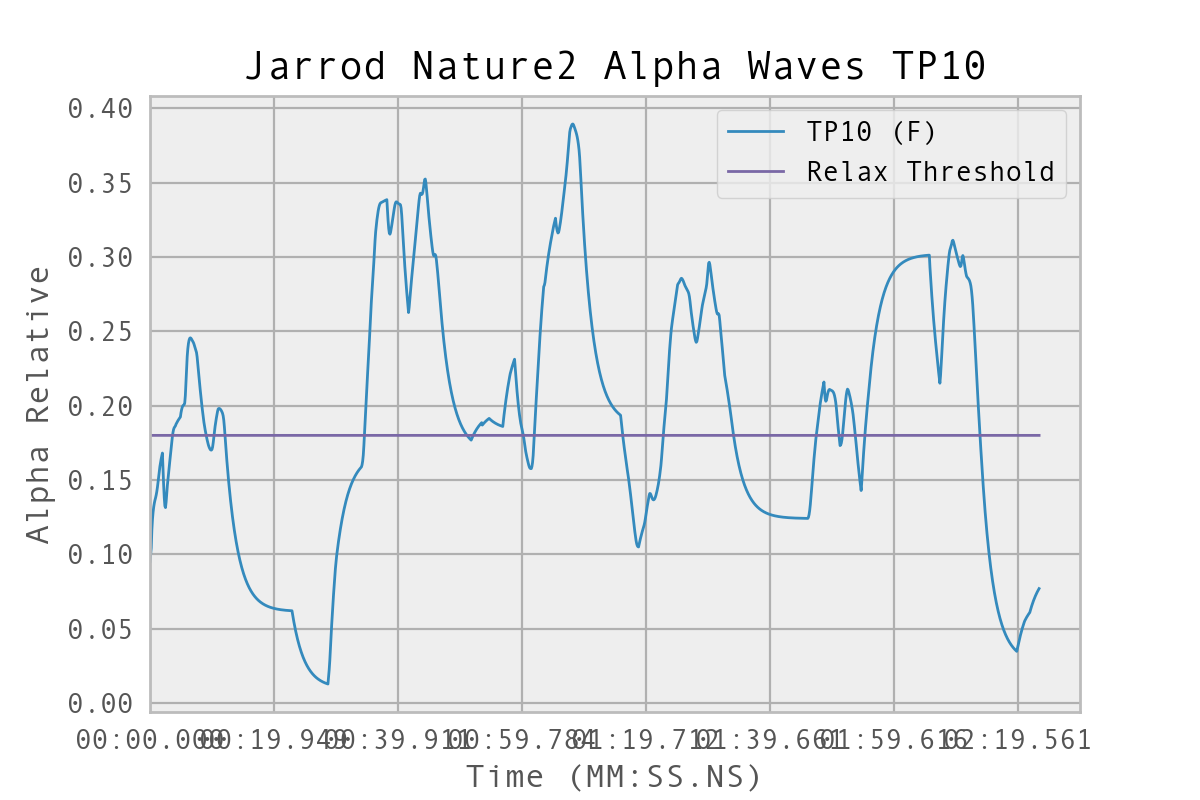 Jarrod Nature2 Alpha Waves TP10
TP10 (F)
Relax Threshold
Alpha Relative
0.40
0.35
0.30
0.25
0.20
0.15
0.10
0.05
0.00
00:00.000 00:19.949 00:39.911 00:59.784 01:19.712 01:39.661 01:59.616 02:19.561
Time (MM:SS.NS)